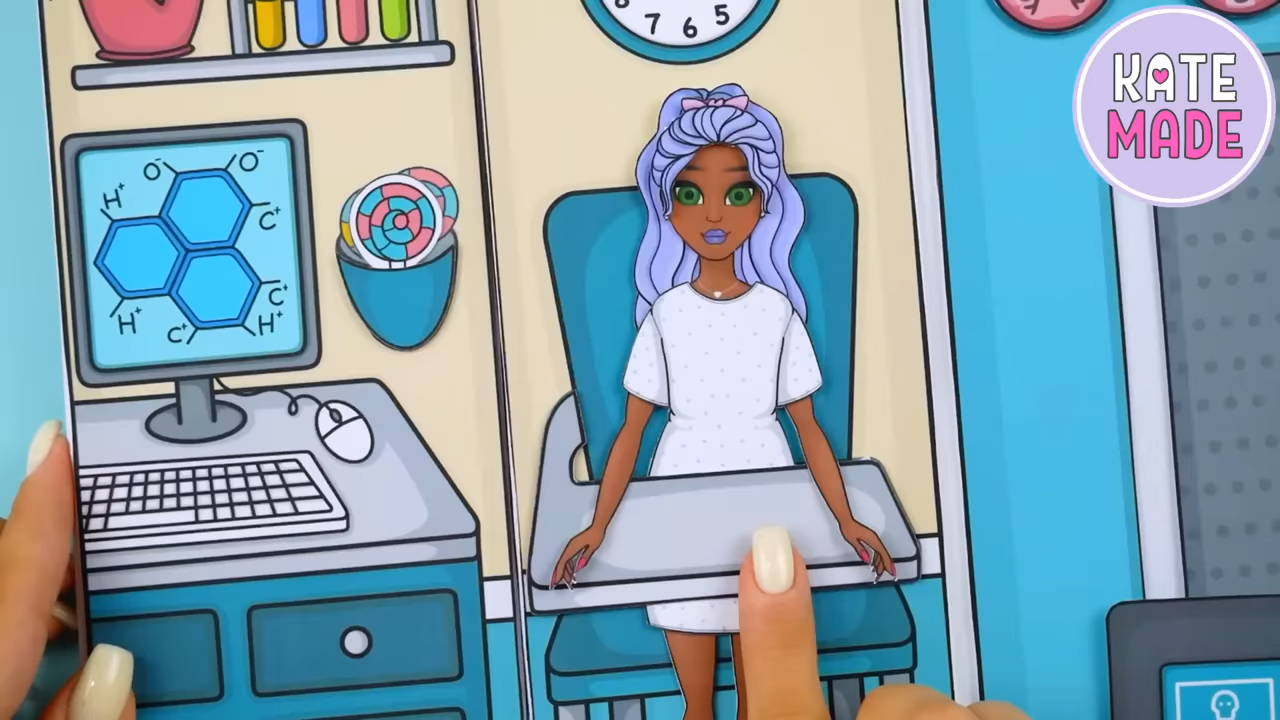 7 6 5
KATE
MADE
O⁻ O⁻
H⁺
C⁺
C⁺
H⁺ C⁺ H⁺